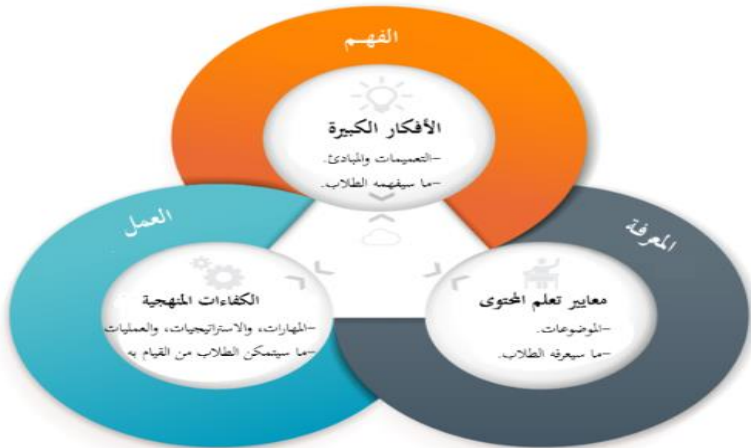 الفهـم
الأفكار الكبيرة
-التعميمات والمبادئ.
-ما سيفهمه الطلاب.
المعرفة
معايير تعلم المحتوى
-الموضوعات.
-ما سيعرفه الطلاب.
العمل
الكفاءات المنهجية
-المهارات، والاستراتيجيات، والعمليات
-ما سيتمكن الطلاب من القيام به